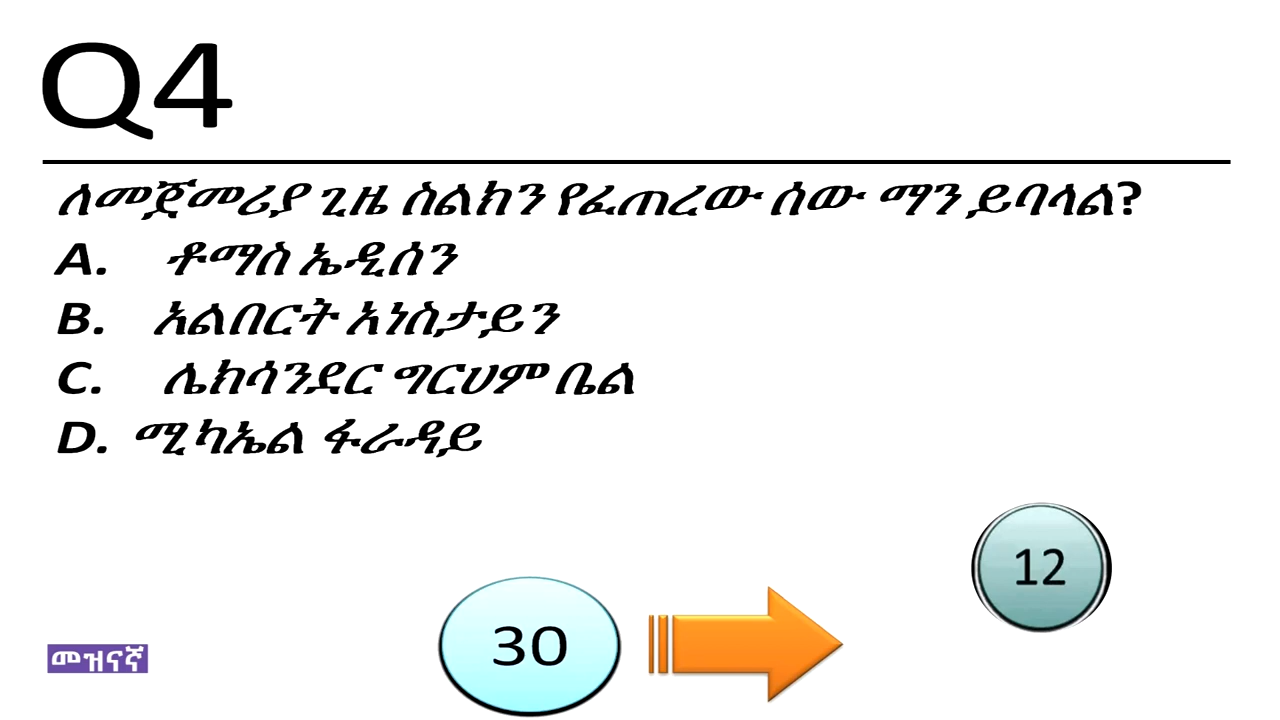 Q4
ለመጀመሪያ ጊዜ ስልክን የፈጠረው ሰው ማን ይባላል?
A. ቶማስ ኤዲሰን
B. አልበርት አነስታይን
C. ሌክሳንደር ግርሀም ቤል
D. ሚካኤል ፋራዳይ
12
30
መዝናኛ